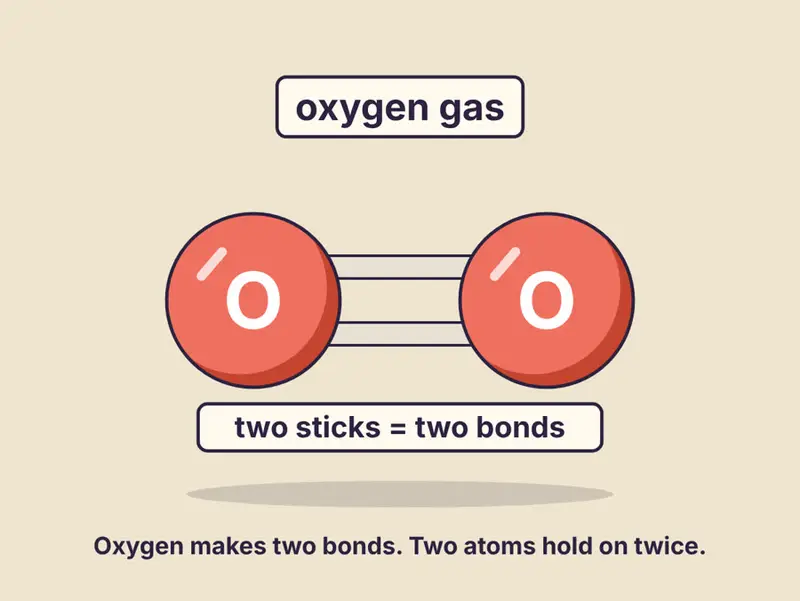 oxygen gas
O O
two sticks = two bonds
Oxygen makes two bonds. Two atoms hold on twice.